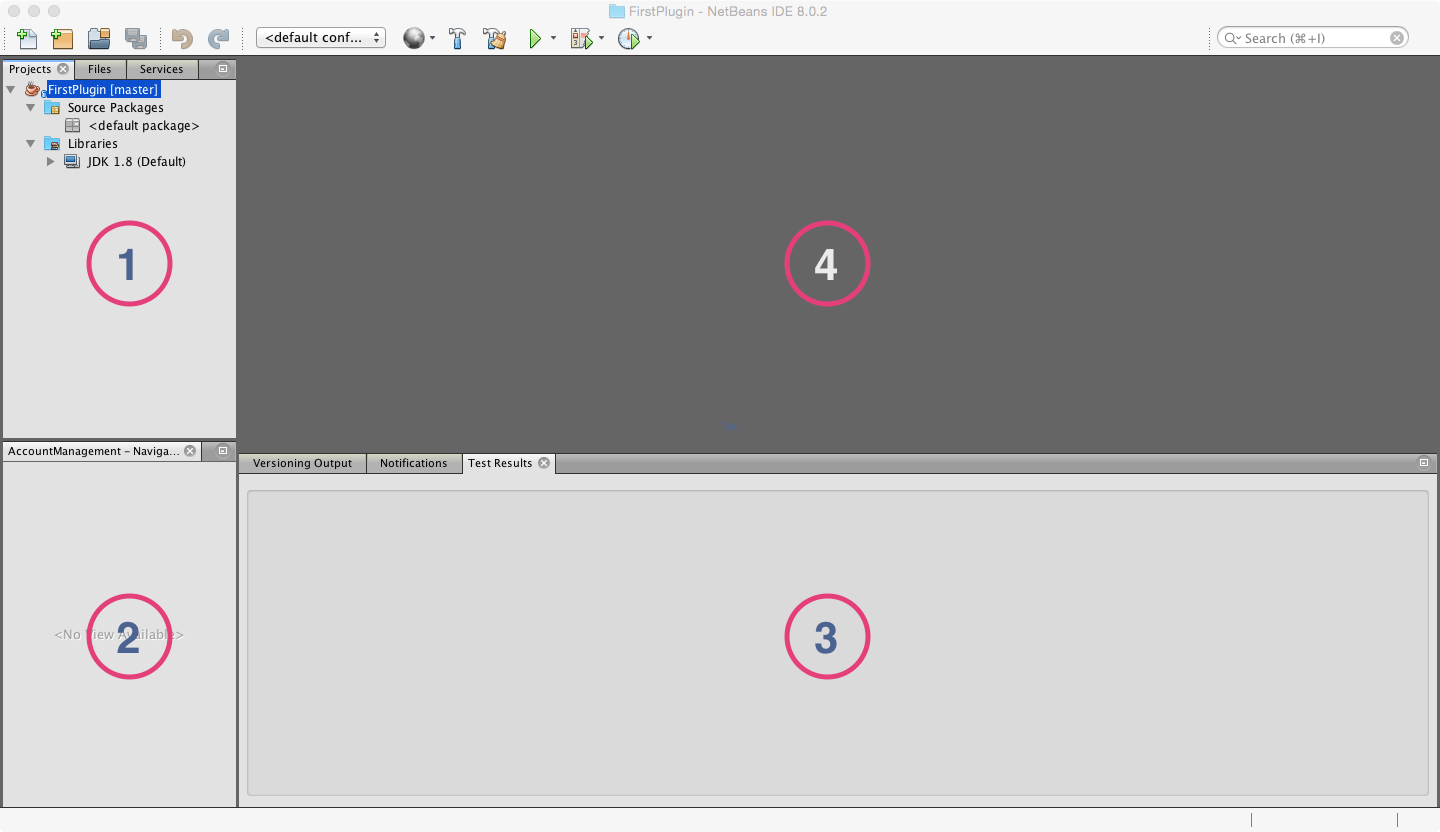 FirstPlugin - NetBeans IDE 8.0.2
<default conf...
Search (⌘+I)
Projects Files Services
FirstPlugin [master]
Source Packages
<default package>
Libraries
JDK 1.8 (Default)
1
4
AccountManagement – Naviga...
Versioning Output Notifications Test Results
<No View Available>
2
3